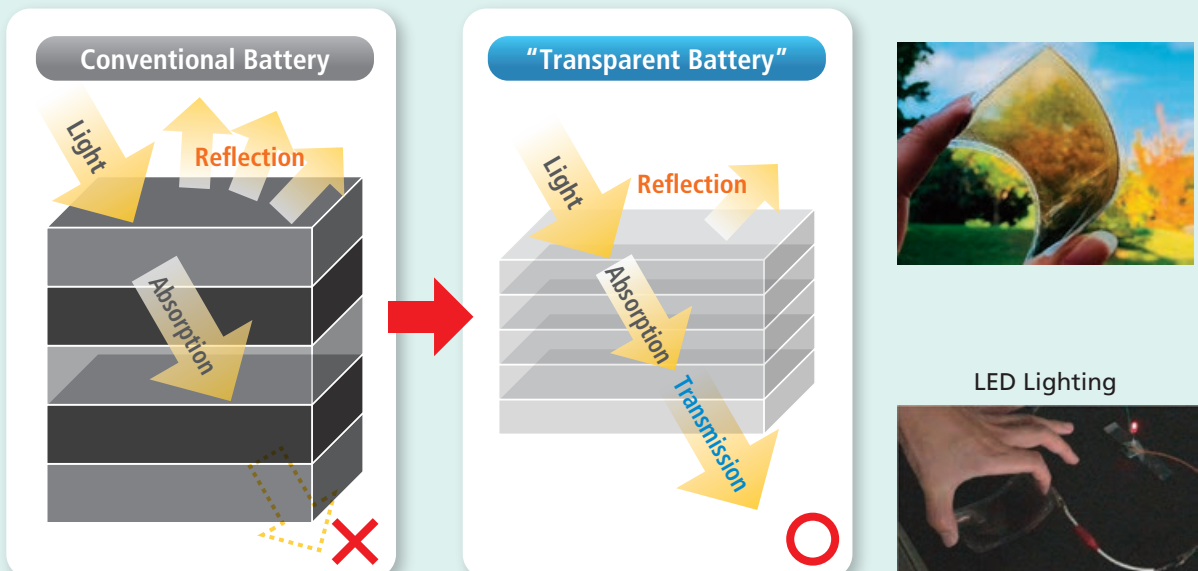 Conventional Battery
Light
Reflection
Absorption
“Transparent Battery”
Light
Reflection
Absorption
Transmission
LED Lighting